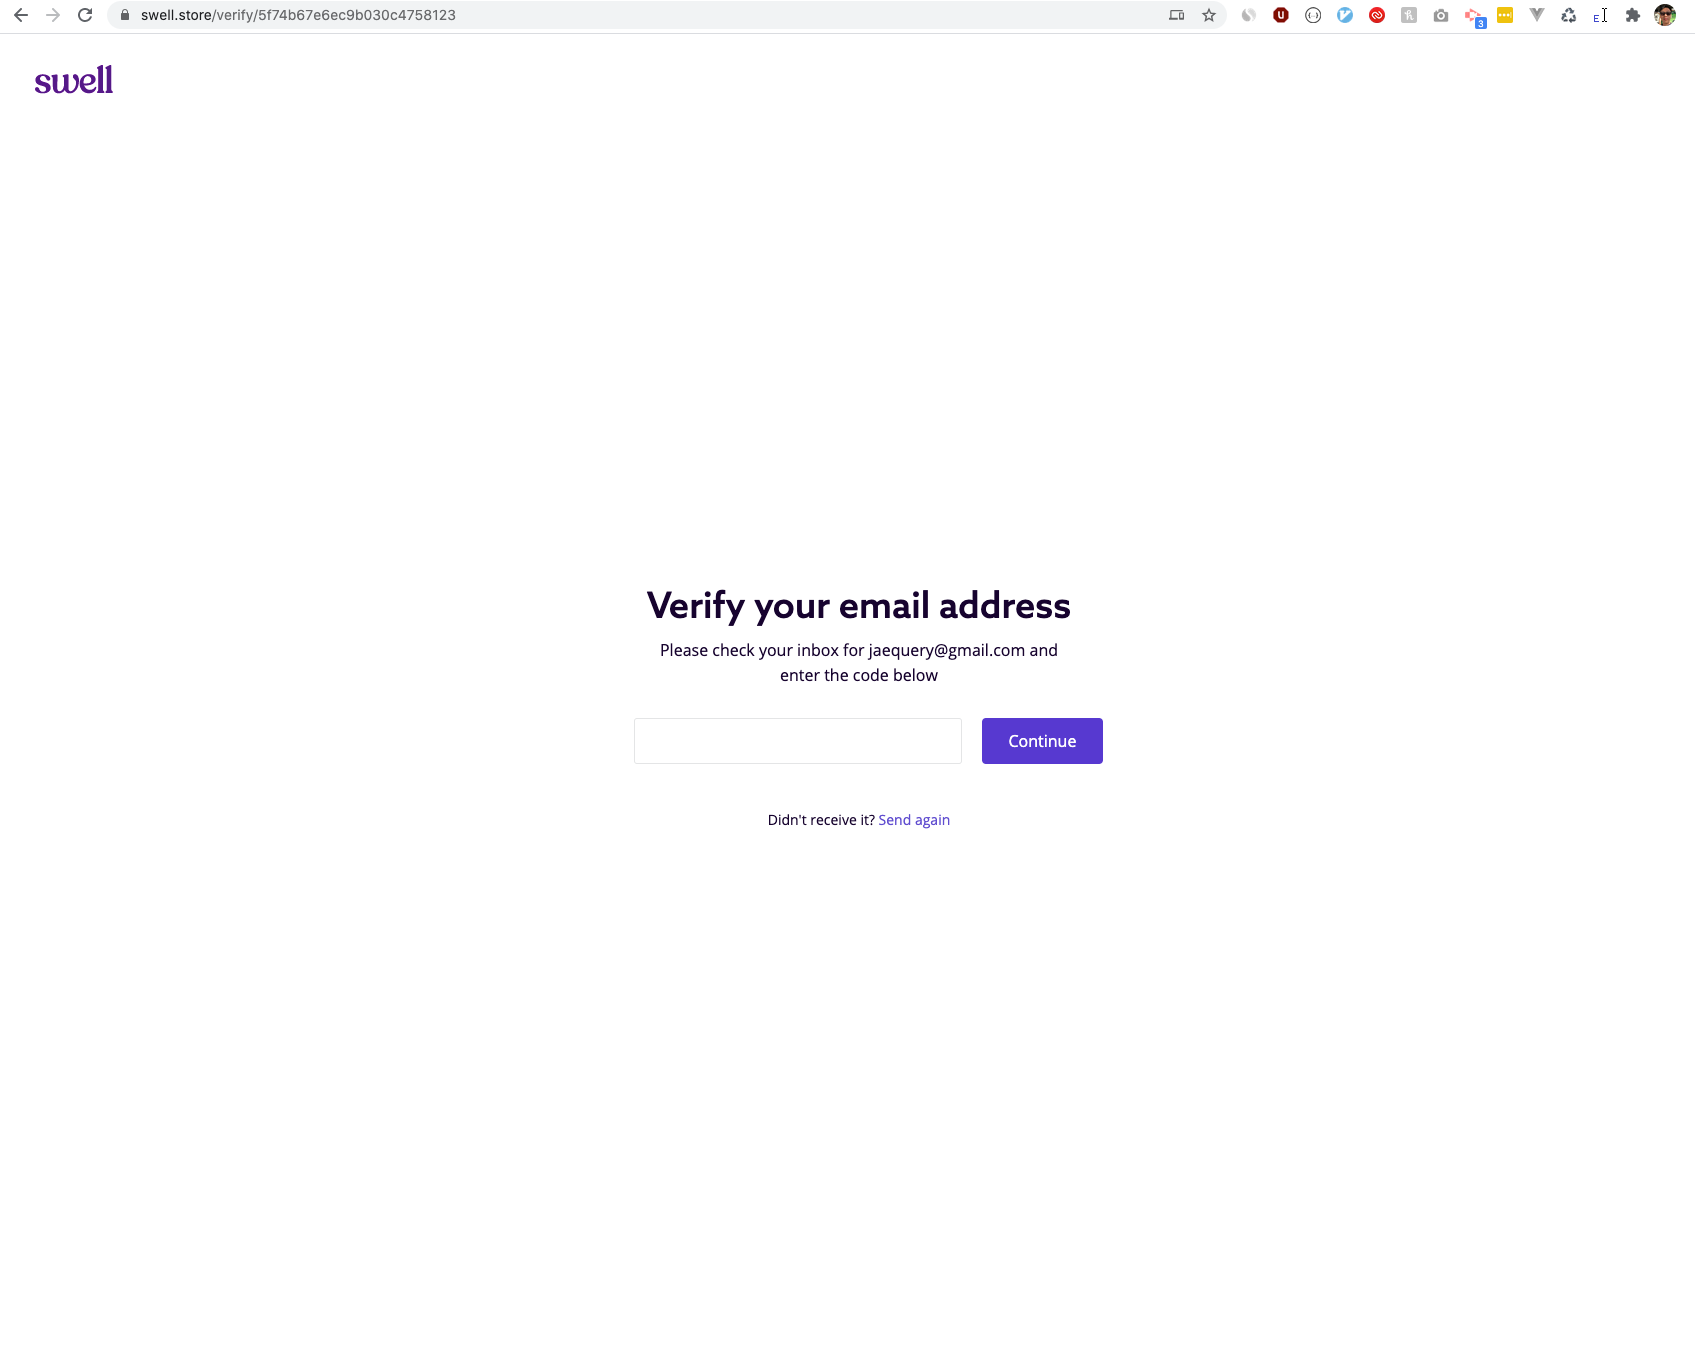 swell.store/verify/5f74b67e6ec9b030c4758123
3
swell
Verify your email address
Please check your inbox for jaequery@gmail.com and
enter the code below
Continue
Didn't receive it? Send again